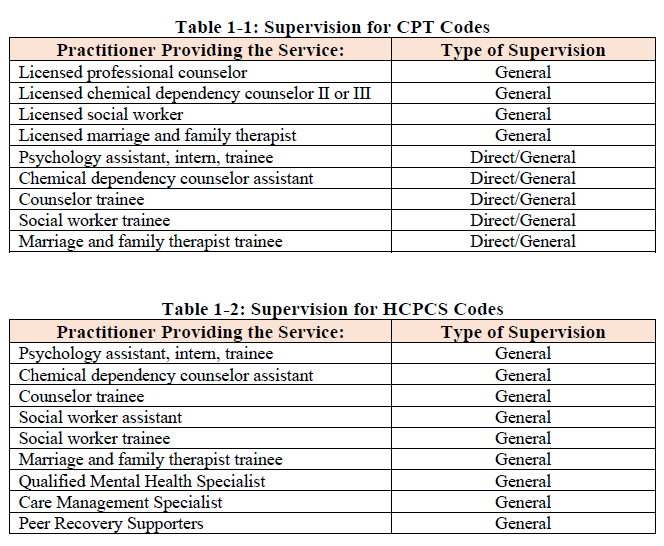 Table 1-1: Supervision for CPT Codes
Practitioner Providing the Service: Type of Supervision
Licensed professional counselor General
Licensed chemical dependency counselor II or III General
Licensed social worker General
Licensed marriage and family therapist General
Psychology assistant, intern, trainee Direct/General
Chemical dependency counselor assistant Direct/General
Counselor trainee Direct/General
Social worker trainee Direct/General
Marriage and family therapist trainee Direct/General
Table 1-2: Supervision for HCPCS Codes
Practitioner Providing the Service: Type of Supervision
Psychology assistant, intern, trainee General
Chemical dependency counselor assistant General
Counselor trainee General
Social worker assistant General
Social worker trainee General
Marriage and family therapist trainee General
Qualified Mental Health Specialist General
Care Management Specialist General
Peer Recovery Supporters General